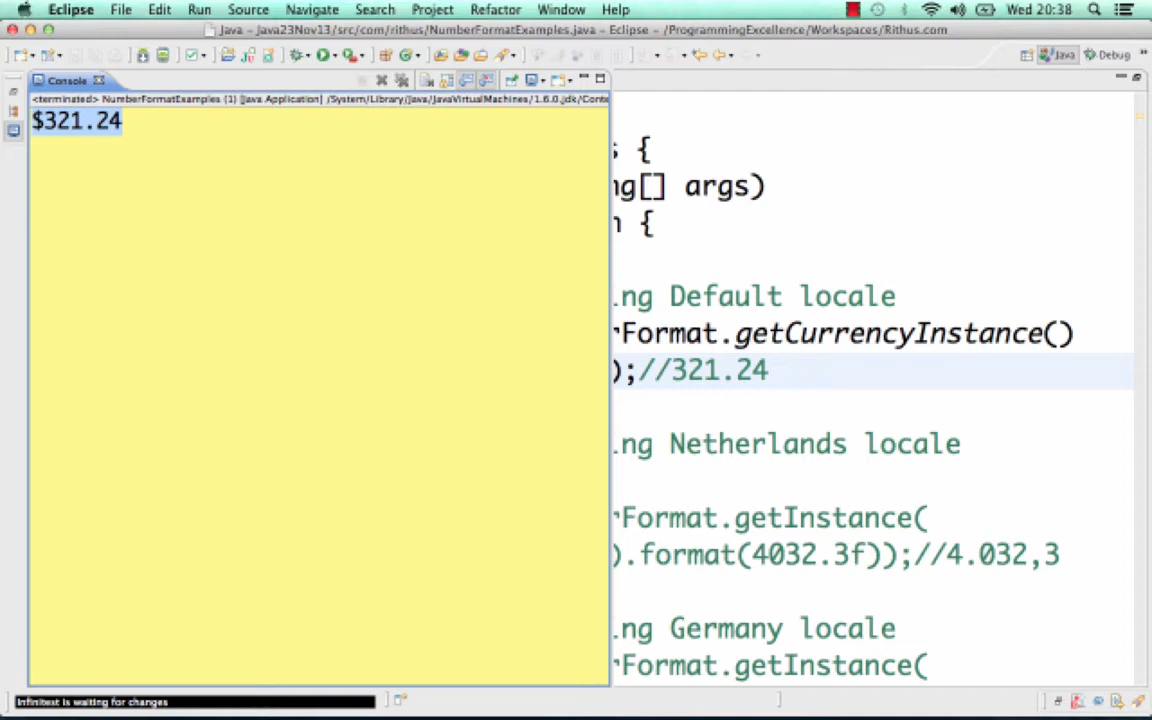 Eclipse File Edit Run Source Navigate Search Project Refactor Window Help Wed 20:38
Java – Java23Nov13/src/com/rithus/NumberFormatExamples.java – Eclipse – /ProgrammingExcellence/Workspaces/Rithus.com
Java Debug
Console
<terminated> NumberFormatExamples (1) [Java Application] /System/Library/Java/JavaVirtualMachines/1.6.0.jdk/Conte
$321.24
s {
ng[] args)
n {
ing Default locale
rFormat.getCurrencyInstance()
);//321.24
ing Netherlands locale
rFormat.getInstance(
).format(4032.3f));//4.032,3
ing Germany locale
rFormat.getInstance(
Infinitest is waiting for changes